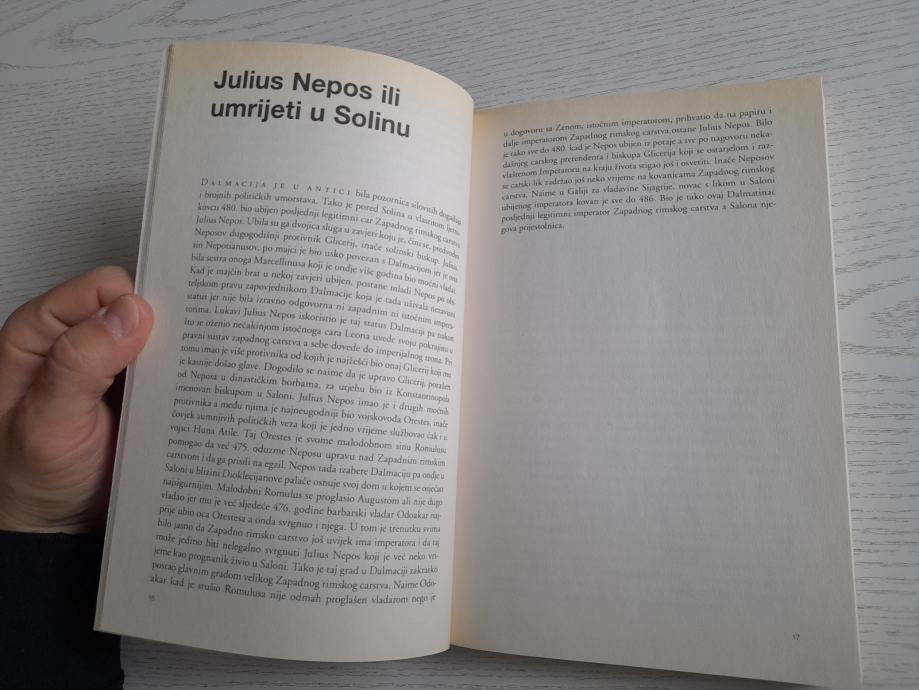 Julius Nepos ili
umrijeti u Solinu
DALMACIJA JE U ANTICI bila pozornica silovitih događaja
i brojnih političkih umorstava. Tako je pored Solina u vlastitom ljetni-
kovcu 480. bio ubijen posljednji legitimni car Zapadnog rimskog carstva
Julius Nepos. Ubila su ga dvojica sluga u zavjeri koju je, čini se, predvodio
Neposov dugogodišnji protivnik Glicerij, inače solinski biskup. Julius,
sin Nepotianusov, po majci je bio usko povezan s Dalmacijom jer je ona
bila sestra onoga Marcellinusa koji je ondje više godina bio moćni vladar.
Kad je majčin brat u nekoj zavjeri ubijen, postane mladi Nepos po obi-
teljskom pravu zapovjednikom Dalmacije koja je tada uživala nezavisni
status jer nije bila izravno odgovorna ni zapadnim ni istočnim impera-
torima. Lukavi Julius Nepos iskoristio je taj status Dalmaciji pa nakon
što je oženio nećakinjom istočnoga cara Leona uvede svoju pokrajinu u
pravni sustav zapadnog carstva a sebe dovede do imperijalnog trona. Pri
tomu imao je više protivnika od kojih je najžešći bio onaj Glicerij koji mu
je kasnije došao glave. Dogodilo se naime da je upravo Glicerij, poražen
od Neposa u dinastičkim borbama, za utjehu bio iz Konstantinopola
imenovan biskupom u Saloni. Julius Nepos imao je i drugih moćnih
protivnika a među njima je najneugodniji bio vojskovođa Orestes, inače
čovjek sumnjivih političkih veza koji je jedno vrijeme službovao čak i u
vojsci Huna Atile. Taj Orestes je svome malodobnom sinu Romulusu
pomogao da već 475. oduzme Neposu upravu nad Zapadnim rimskim
carstvom i da ga prisili na egzil. Nepos tada izabere Dalmaciju pa ondje u
Saloni u blizini Dioklecijanove palače osnuje svoj dom u kojem se osjećao
najsigurnijim. Malodobni Romulus se proglasio Augustom ali nije dugo
vladao jer mu je već sljedeće 476. godine barbarski vladar Odoakar naj-
prije ubio oca Orestesa a onda svrgnuo i njega. U tom je trenutku svima
bilo jasno da Zapadno rimsko carstvo još uvijek ima imperatora i da taj
može jedino biti nelegalno svrgnuti Julius Nepos koji je već neko vri-
jeme kao prognanik živio u Saloni. Tako je taj grad u Dalmaciji zakratko
postao glavnim gradom velikog Zapadnog rimskog carstva. Naime Odo-
akar kad je srušio Romulusa nije odmah proglašen vladarom nego je
16
u dogovoru sa Zenom, istočnim imperatorom, prihvatio da na papiru i
dalje imperatorom Zapadnog rimskog carstva ostane Julius Nepos. Bilo
je tako sve do 480. kad je Nepos ubijen iz potaje a sve po nagovoru neka-
dašnjeg carskog pretendenta i biskupa Glicerija koji se ostarjelom i raz-
vlaštenom Imperatoru na kraju života stigao još i osvetiti. Inače Neposov
se carski lik zadržao još neko vrijeme na kovanicama Zapadnog rimskog
carstva. Naime u Galiji za vladavine Sijagrije, novac s likom u Saloni
ubijenog imperatora kovan je sve do 486. Bio je tako ovaj Dalmatinac
posljednji legitimni imperator Zapadnog rimskog carstva a Salona nje-
gova prijestolnica.
17